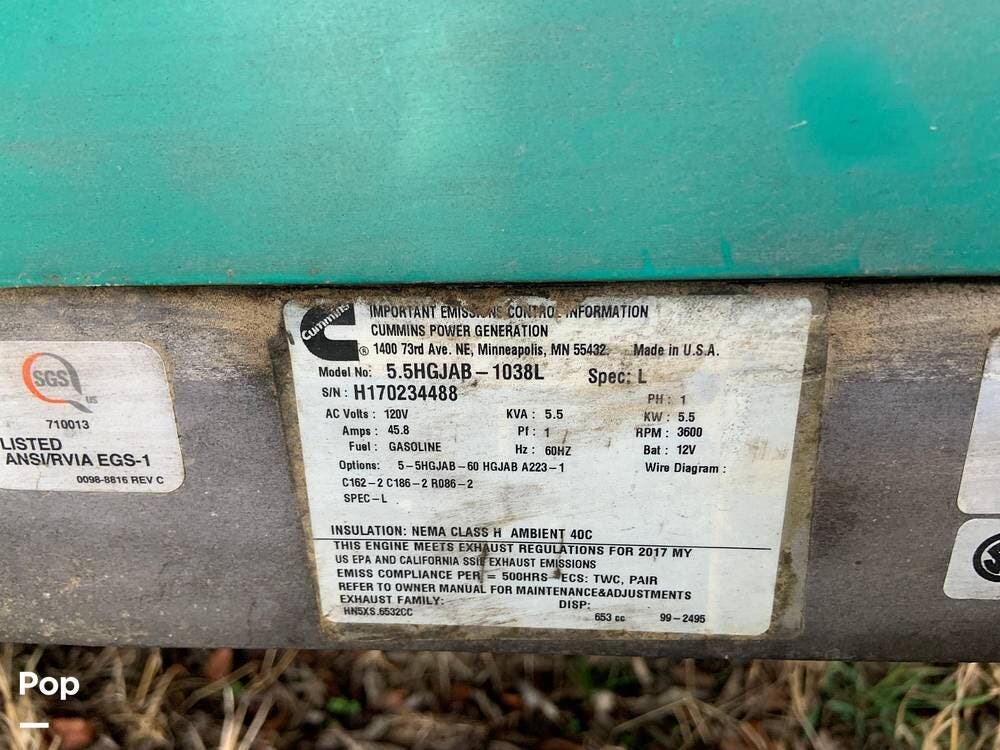 Cummins
IMPORTANT EMISSIONS CONTROL INFORMATION
CUMMINS POWER GENERATION
® 1400 73rd Ave. NE, Minneapolis, MN 55432. Made in U.S.A.
Model No: 5.5HGJAB-1038L Spec: L
S/N : H170234488
PH : 1
AC Volts : 120V KVA : 5.5 KW : 5.5
Amps : 45.8 Pf : 1 RPM : 3600
Fuel : GASOLINE Hz : 60HZ Bat : 12V
Options: 5-5HGJAB-60 HGJAB A223-1 Wire Diagram :
C162-2 C186-2 R086-2
SPEC-L
INSULATION: NEMA CLASS H AMBIENT 40C
THIS ENGINE MEETS EXHAUST REGULATIONS FOR 2017 MY
US EPA AND CALIFORNIA SSIE EXHAUST EMISSIONS
EMISS COMPLIANCE PER = 500HRS ECS: TWC, PAIR
REFER TO OWNER MANUAL FOR MAINTENANCE&ADJUSTMENTS
EXHAUST FAMILY: DISP:
HN5XS.6532CC 653 cc 99-2495
SGS
US
710013
LISTED
ANSI/RVIA EGS-1
0098-8816 REV C
Pop